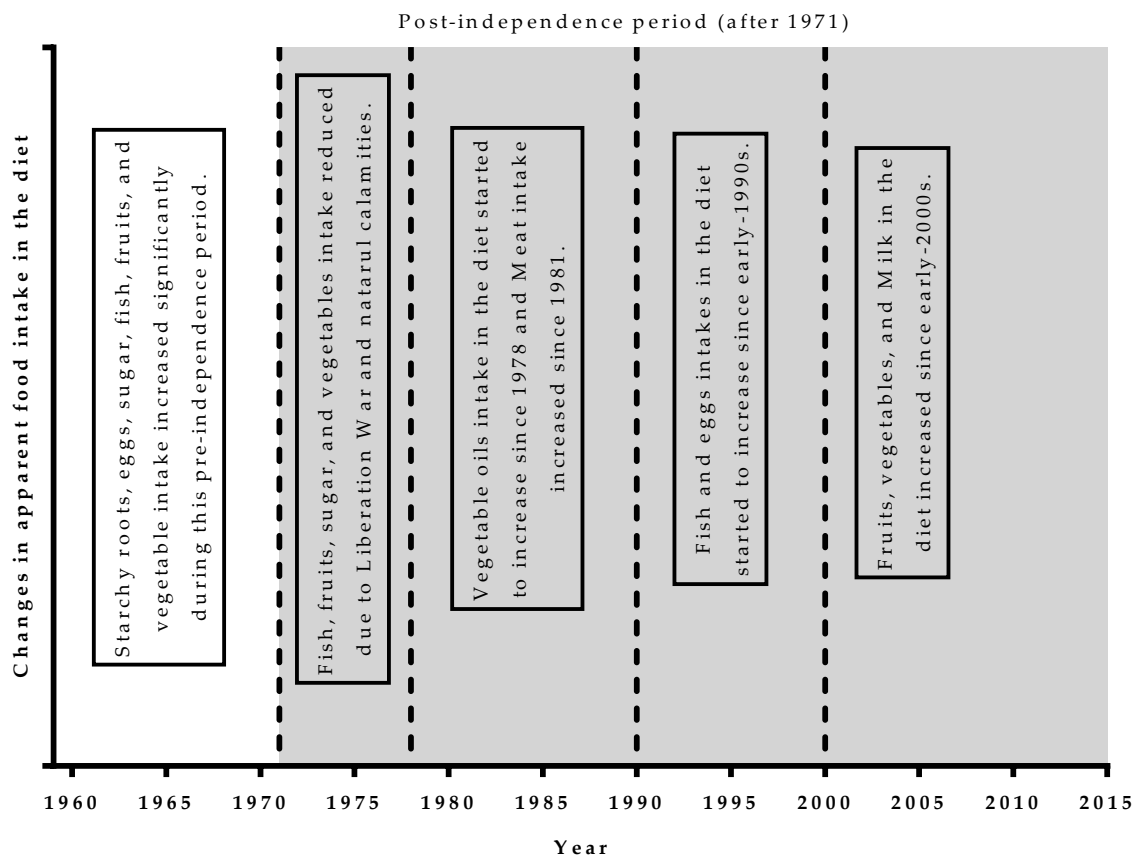 Post-independence period (after 1971)
Changes in apparent food intake in the diet
Starchy roots, eggs, sugar, fish, fruits, and
vegetable intake increased significantly
during this pre-independence period.
Fish, fruits, sugar, and vegetables intake reduced
due to Liberation War and natarul calamities.
Vegetable oils intake in the diet started
to increase since 1978 and Meat intake
increased since 1981.
Fish and eggs intakes in the diet
started to increase since early-1990s.
Fruits, vegetables, and Milk in the
diet increased since early-2000s.
1960 1965 1970 1975 1980 1985 1990 1995 2000 2005 2010 2015
Year